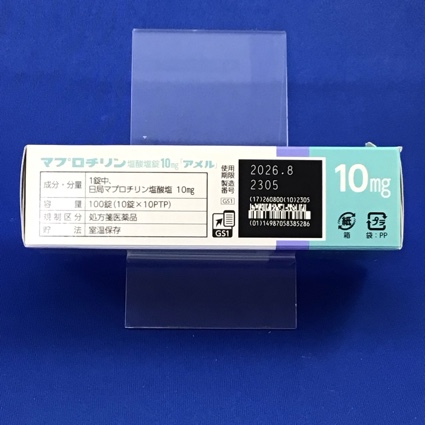 マプロチリン塩酸塩錠10mg「アメル」
成分・分量 1錠中、
日局マプロチリン塩酸塩 10mg
容量 100錠(10錠×10PTP)
規制区分 処方箋医薬品
貯法 室温保存
使用期限 2026.8
製造番号 2305
GS1
(17)260800(10)2305
(01)14987058385286
GS1
10mg
紙 プラ
箱 袋:PP